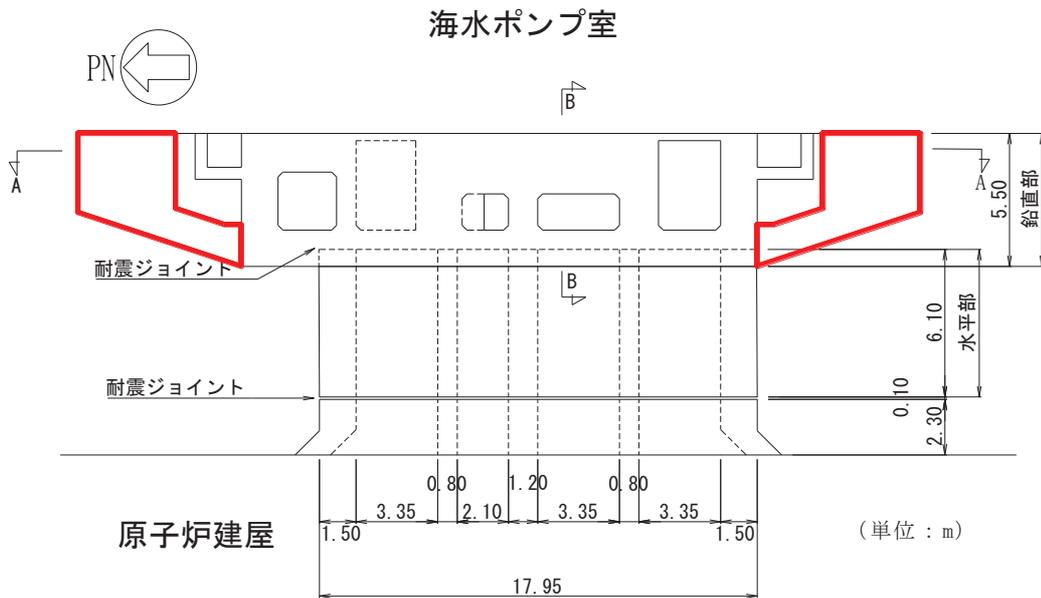 海水ポンプ室
PN
B
A
A
5.50
鉛直部
耐震ジョイント
B
6.10
水平部
耐震ジョイント
0.10
2.30
0.80
1.20
0.80
3.35
2.10
3.35
3.35
1.50
1.50
原子炉建屋
(単位：m)
17.95